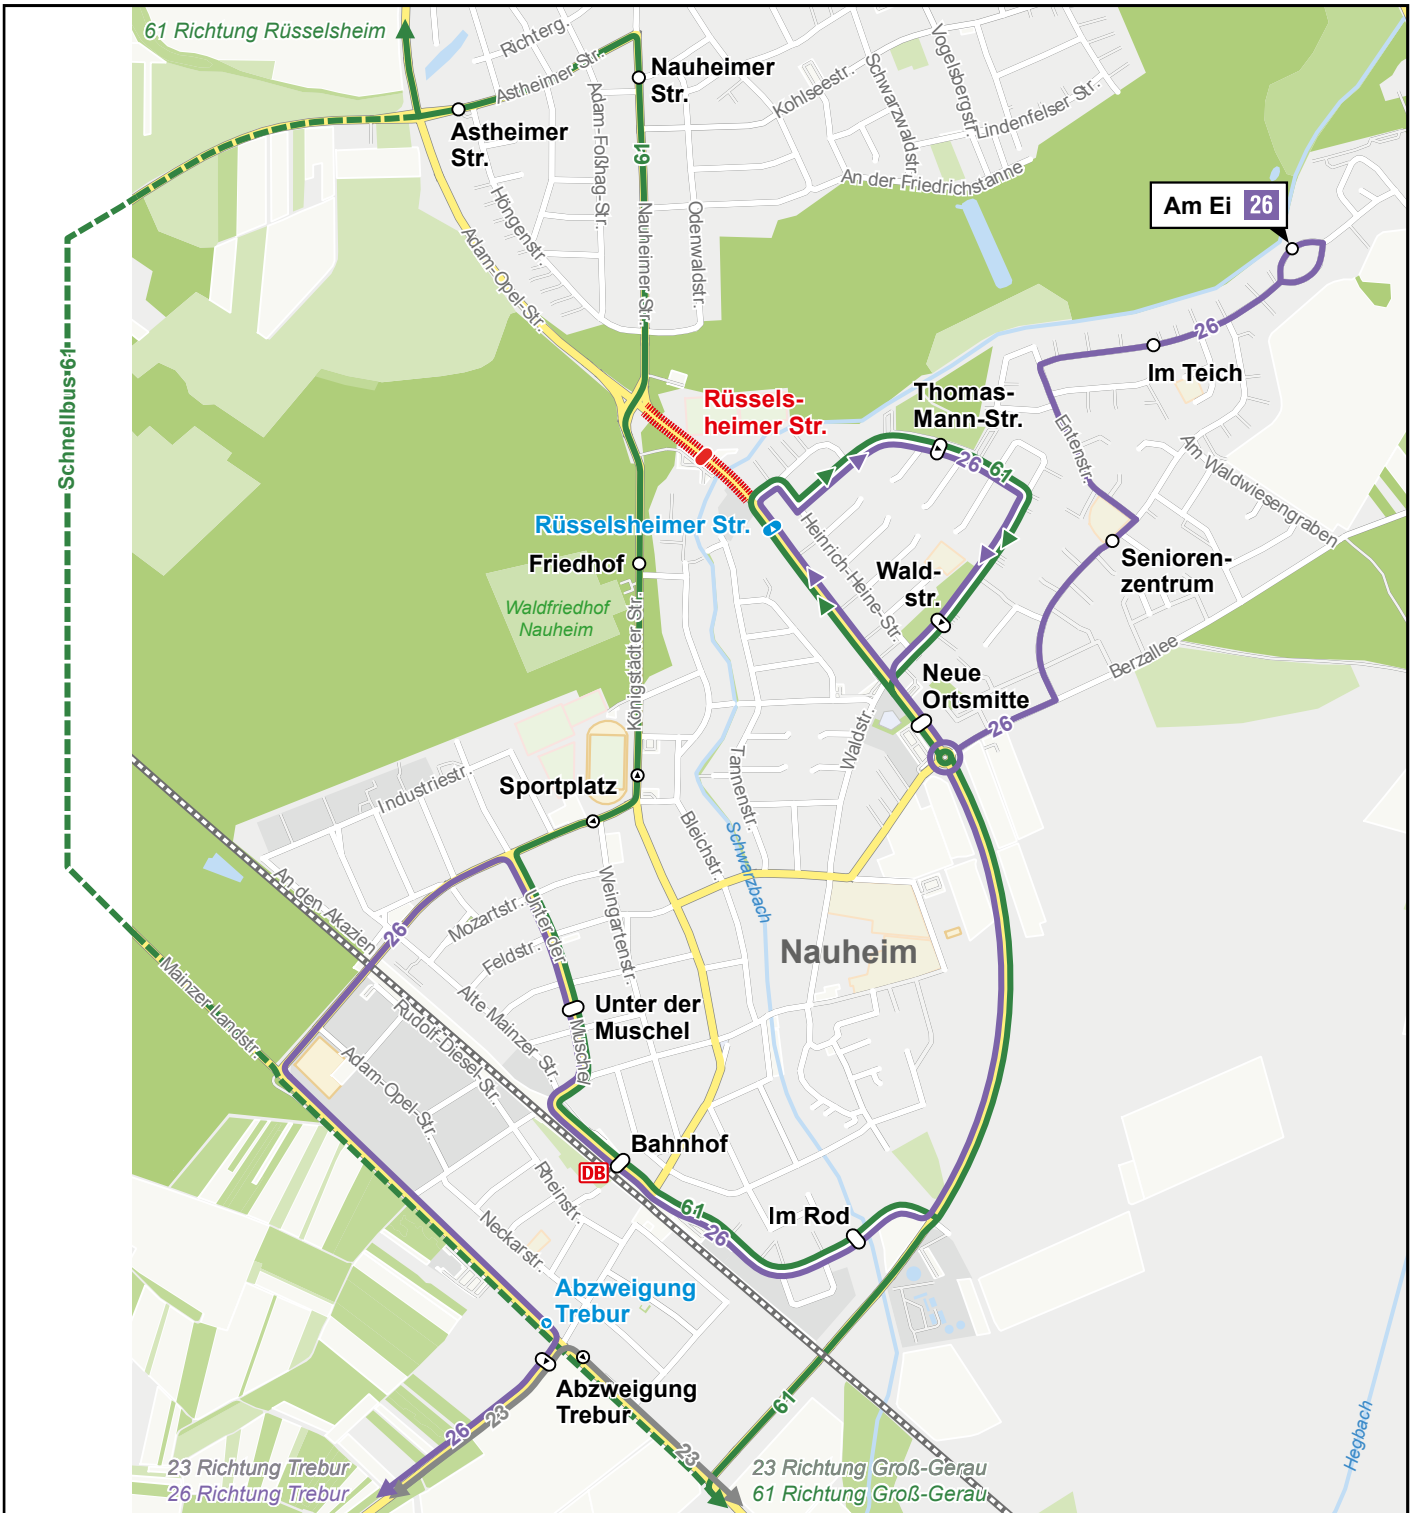 61 Richtung Rüsselsheim
Richterg.
Astheimer Str.
Nauheimer
Str.
Astheimer
Str.
Adam-Foßhag-Str.
Kohlseestr.
Schwarzwaldstr.
Vogelsbergstr.
Lindenfelser Str.
An der Friedrichstanne
61
Höngenstr.
Nauheimer Str.
Odenwaldstr.
Adam-Opel-Str.
Am Ei 26
26
Im Teich
Schnellbus 61
Rüssels-
heimer Str.
Thomas-
Mann-Str.
26
61
Entenstr.
Am Waldwiesengraben
Rüsselsheimer Str.
Heinrich-Heine-Str.
Friedhof
Wald-
str.
Senioren-
zentrum
Waldfriedhof
Nauheim
Königstädter Str.
Berzallee
Neue
Ortsmitte
26
Waldstr.
Tannenstr.
Industriestr.
Sportplatz
Bleichstr.
Schwarzbach
An den Akazien
26
Mozartstr.
Feldstr.
Unter der
Muschel
Weingartenstr.
Nauheim
Mainzer Landstr.
Alte Mainzer Str.
Rudolf-Diesel-Str.
Adam-Opel-Str.
Unter der
Muschel
Bahnhof
DB
Rheinstr.
Neckarstr.
61
26
Im Rod
Abzweigung
Trebur
Abzweigung
Trebur
26
23
23
61
Hegbach
23 Richtung Trebur
26 Richtung Trebur
23 Richtung Groß-Gerau
61 Richtung Groß-Gerau